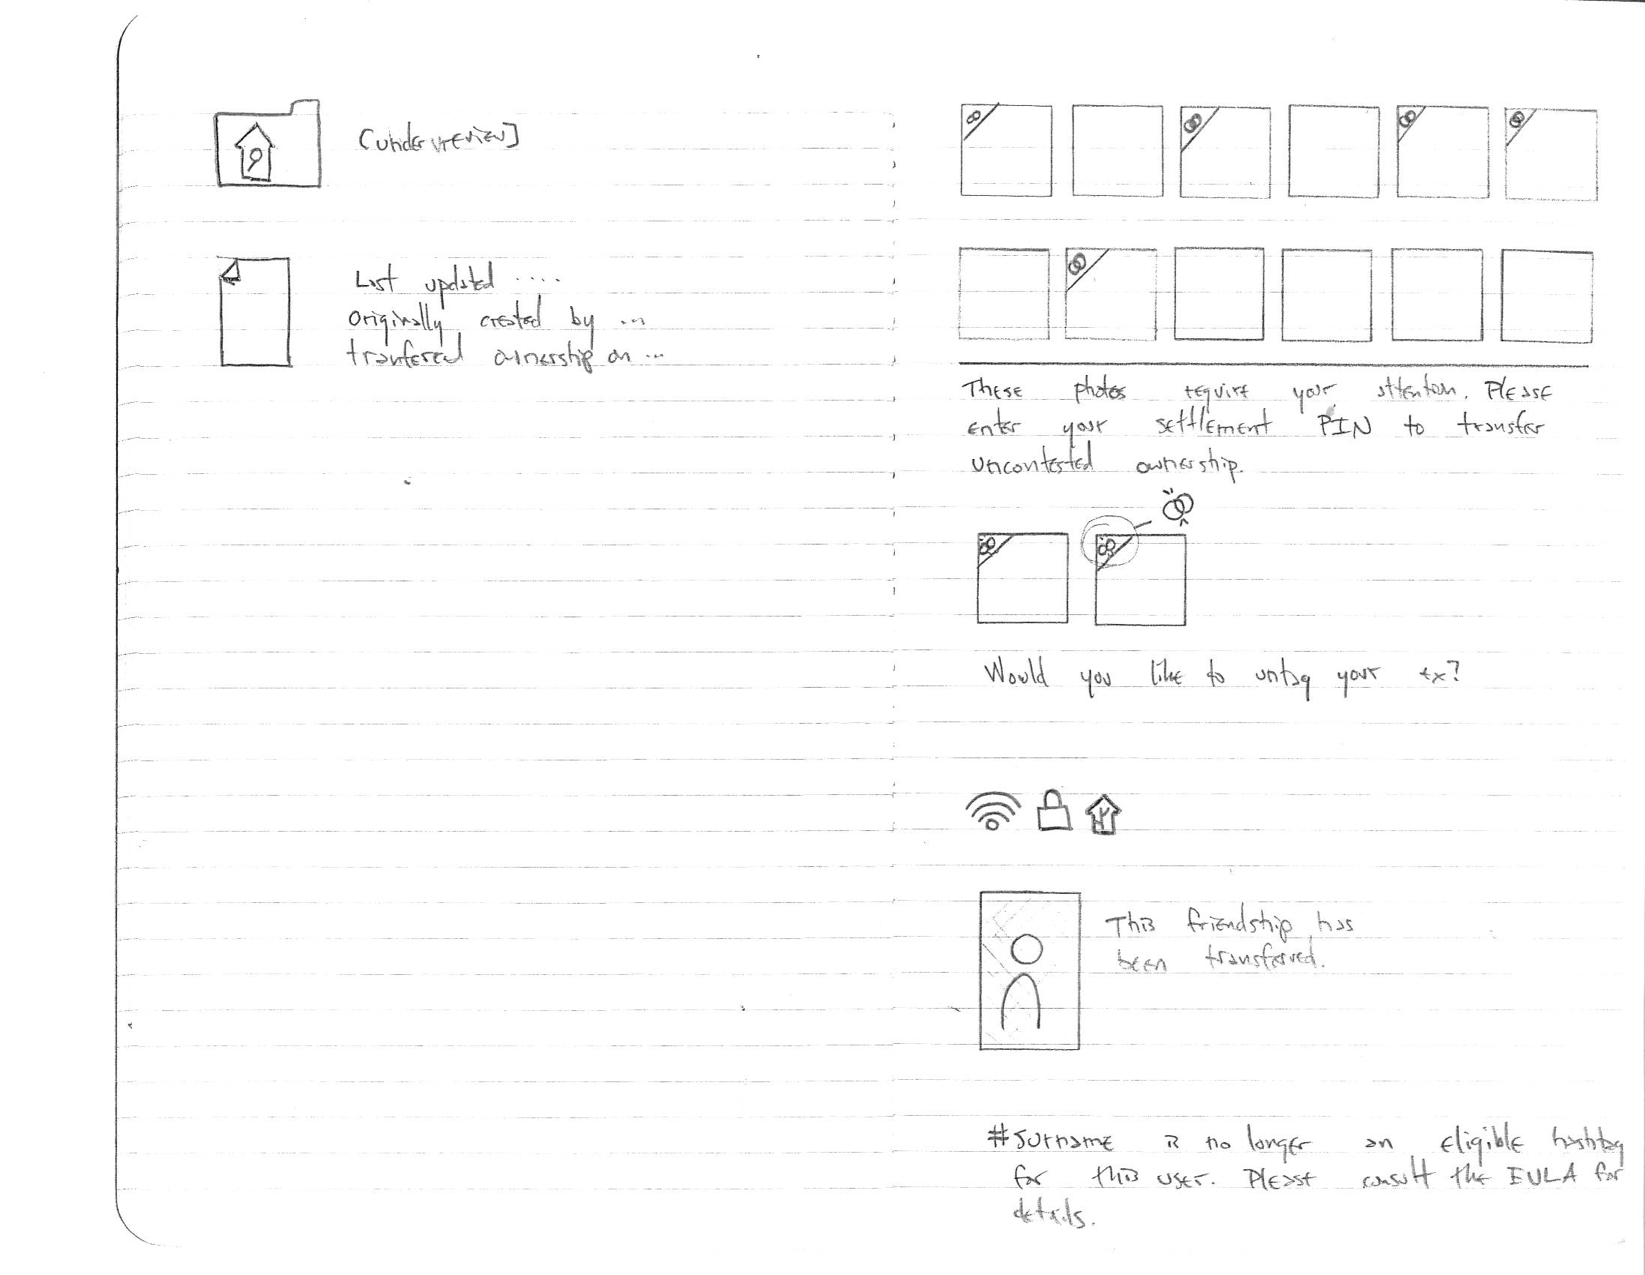 (under review]
Last updated ....
originally created by ...
tranfered ownership on ...
These photos require your attention. Please
enter your settlement PIN to transfer
uncontested ownership.
Would you like to untag your ex?
This friendship has
been transferred.
#surname is no longer an eligible hashtag
for this user. Please consult the EULA for
details.